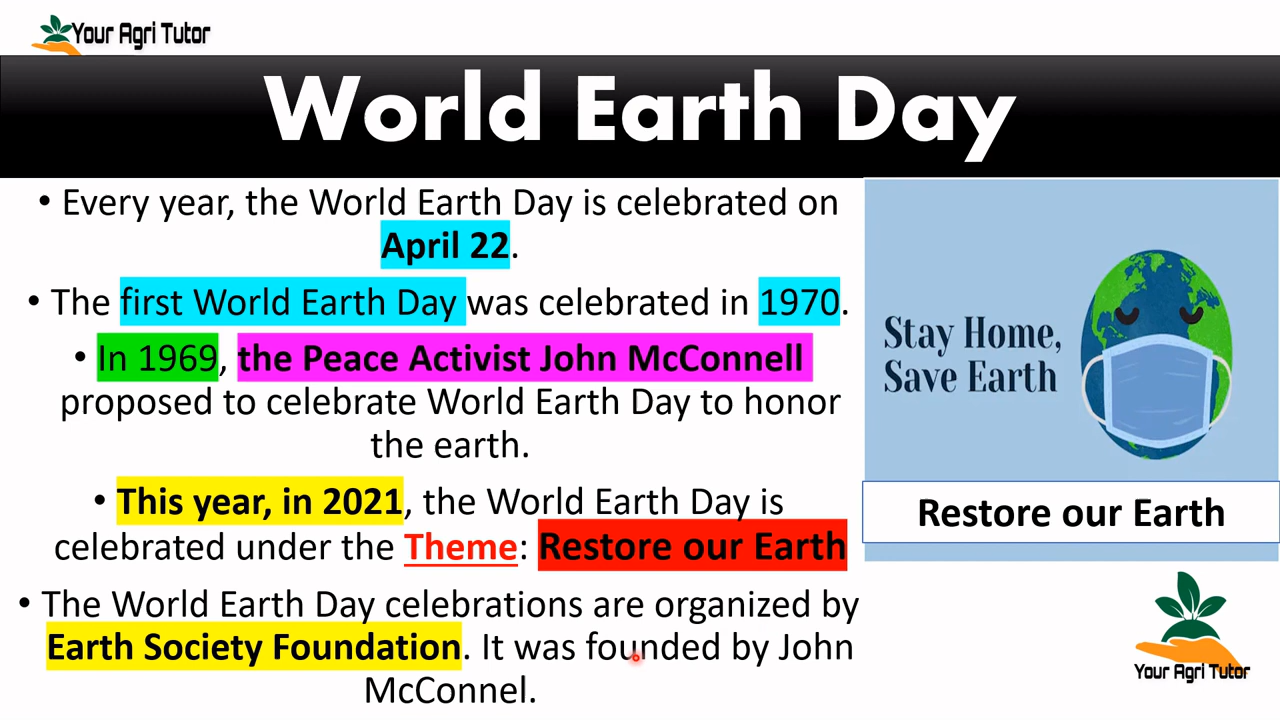 Your Agri Tutor
World Earth Day
• Every year, the World Earth Day is celebrated on
April 22.
• The first World Earth Day was celebrated in 1970.
• In 1969, the Peace Activist John McConnell
proposed to celebrate World Earth Day to honor
the earth.
• This year, in 2021, the World Earth Day is
celebrated under the Theme: Restore our Earth
• The World Earth Day celebrations are organized by
Earth Society Foundation. It was founded by John
McConnel.
Stay Home,
Save Earth
Restore our Earth
Your Agri Tutor